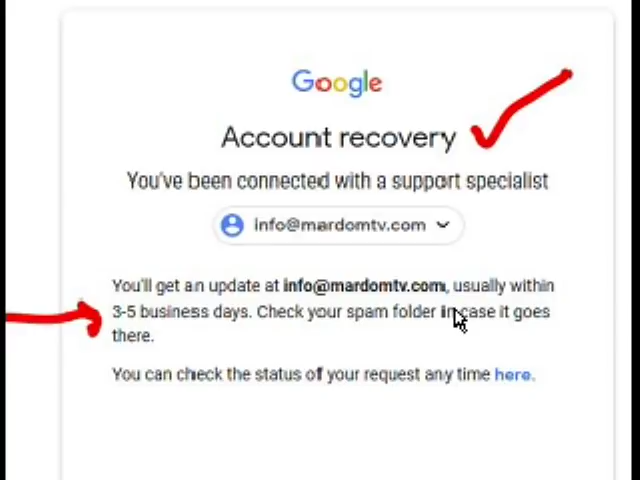 Google
Account recovery
You've been connected with a support specialist
info@mardomtv.com
You'll get an update at info@mardomtv.com, usually within
3-5 business days. Check your spam folder in case it goes
there.
You can check the status of your request any time here.